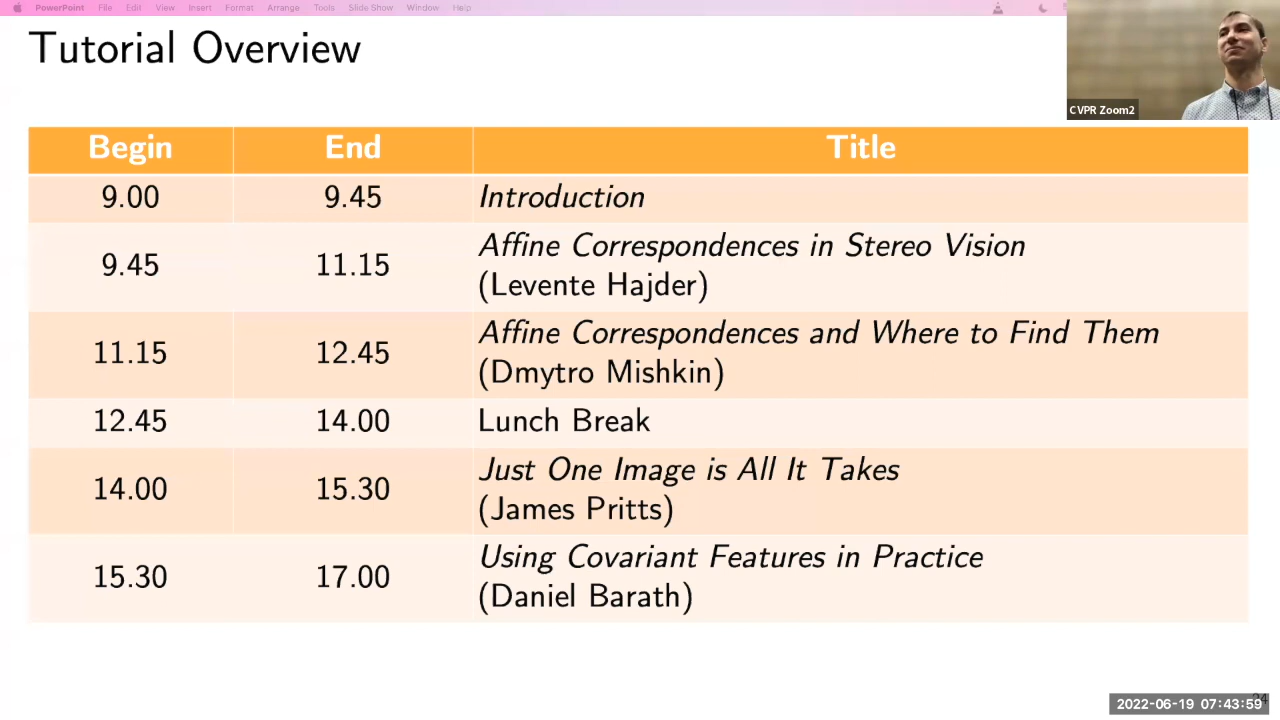 PowerPoint File Edit View Insert Format Arrange Tools Slide Show Window Help
Tutorial Overview
CVPR Zoom2
Begin End Title
9.00 9.45 Introduction
9.45 11.15 Affine Correspondences in Stereo Vision
(Levente Hajder)
11.15 12.45 Affine Correspondences and Where to Find Them
(Dmytro Mishkin)
12.45 14.00 Lunch Break
14.00 15.30 Just One Image is All It Takes
(James Pritts)
15.30 17.00 Using Covariant Features in Practice
(Daniel Barath)
2022-06-19 07:43:59